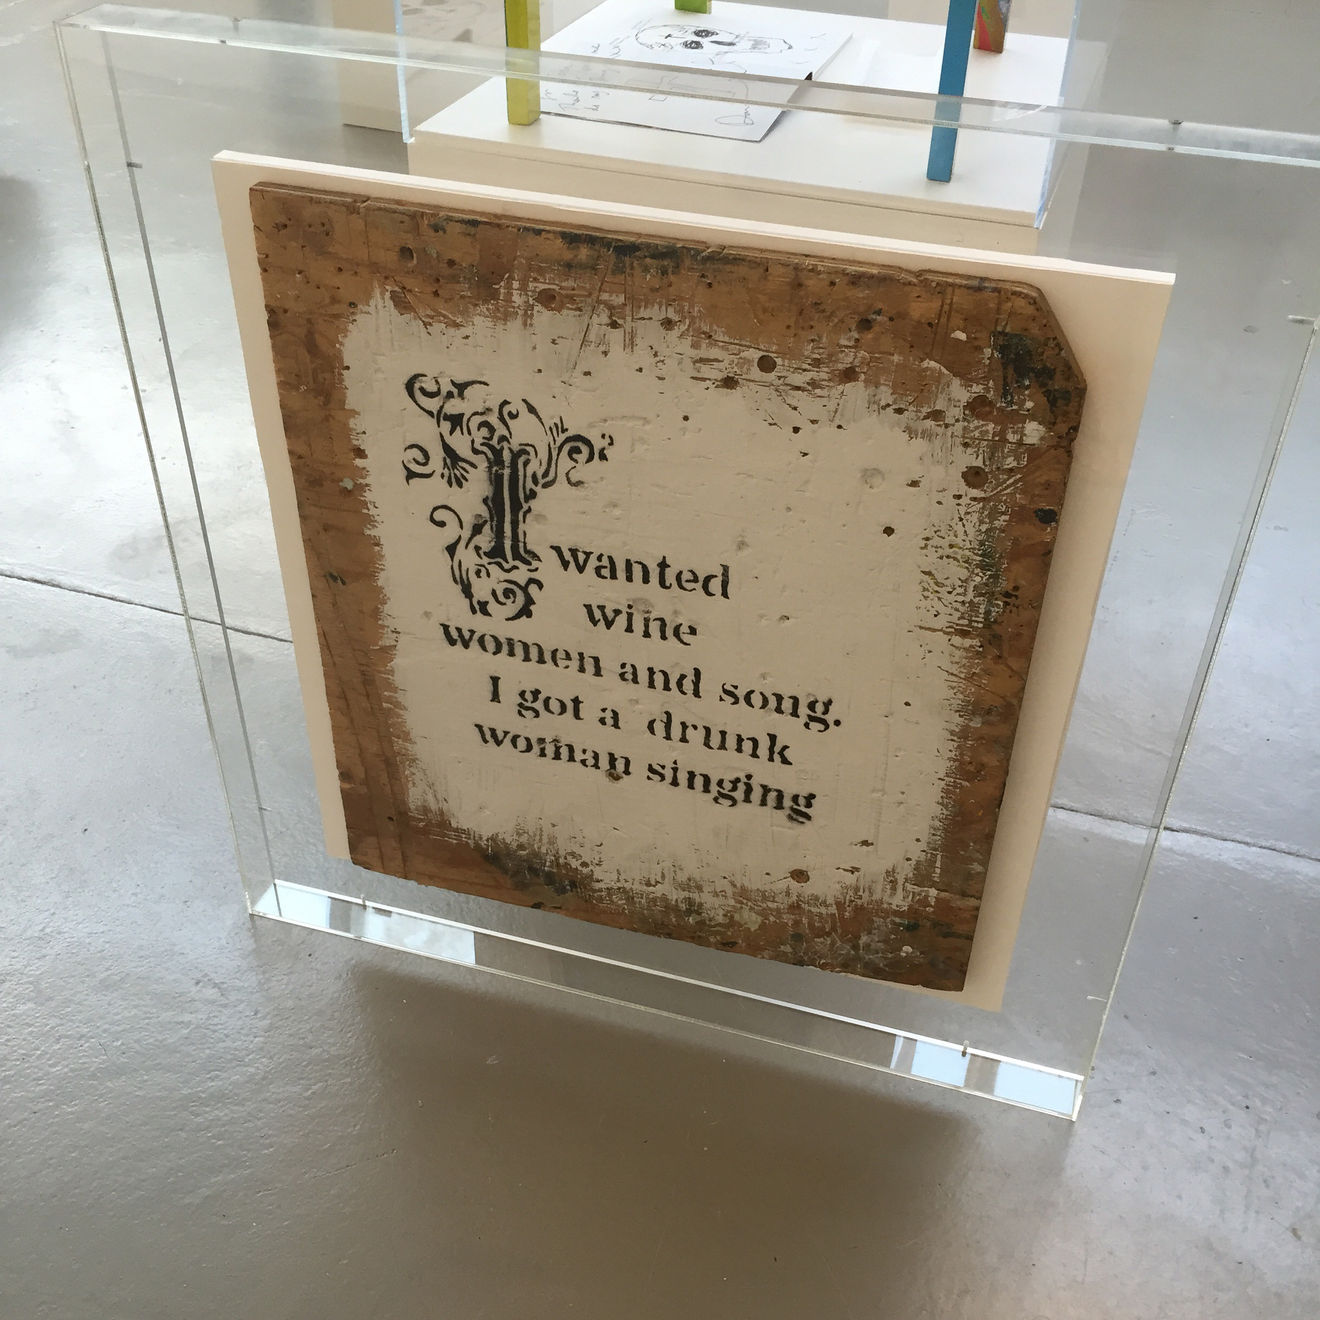 I wanted
wine
women and song.
I got a drunk
woman singing